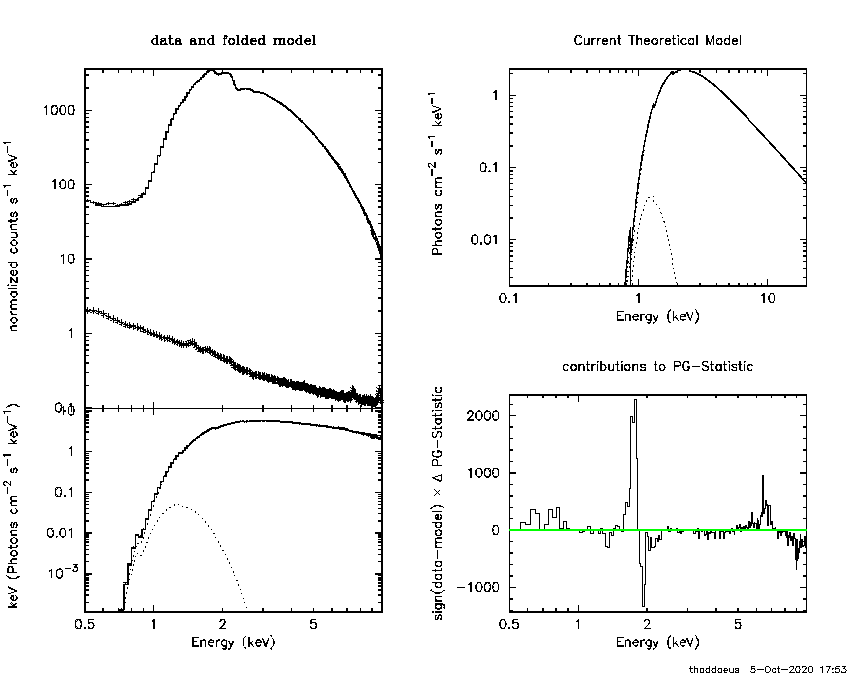 data and folded model
normalized counts s⁻¹ keV⁻¹
1000
100
10
1
0.1
keV (Photons cm⁻² s⁻¹ keV⁻¹)
10
1
0.1
0.01
10⁻³
0.5 1 2 5
Energy (keV)
Current Theoretical Model
Photons cm⁻² s⁻¹ keV⁻¹
1
0.1
0.01
0.1 1 10
Energy (keV)
contributions to PG-Statistic
sign(data-model) × Δ PG-Statistic
2000
1000
0
-1000
0.5 1 2 5
Energy (keV)
thaddaeus 5-Oct-2020 17:53